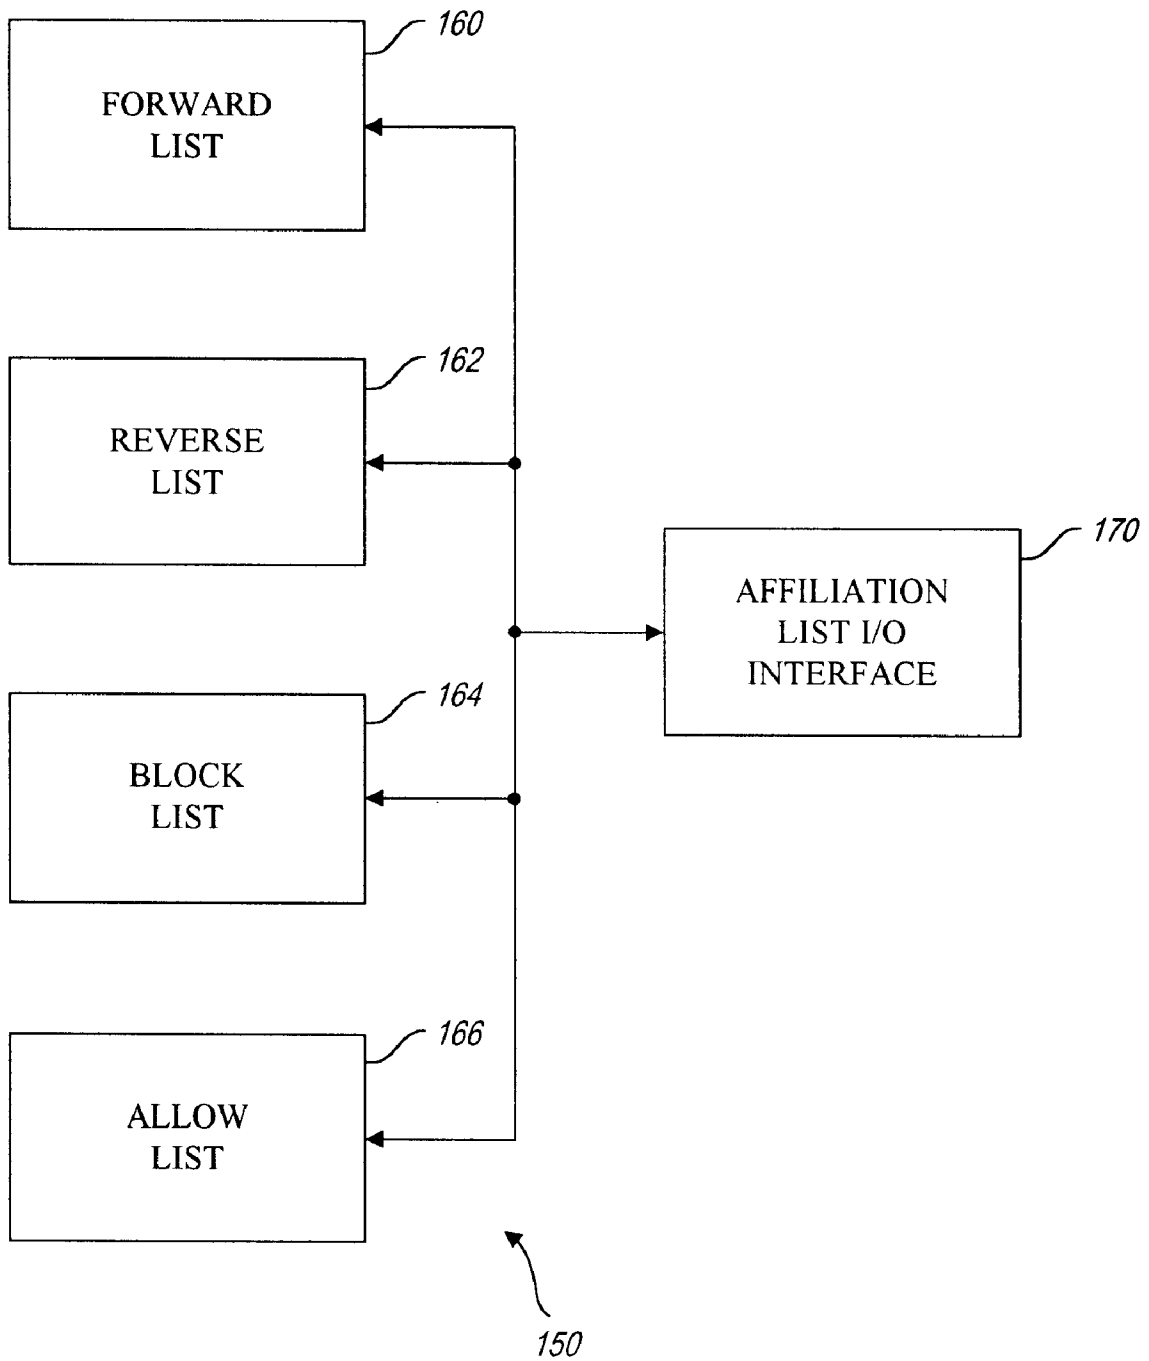 160
FORWARD
LIST
162
REVERSE
LIST
170
AFFILIATION
LIST I/O
INTERFACE
164
BLOCK
LIST
166
ALLOW
LIST
150